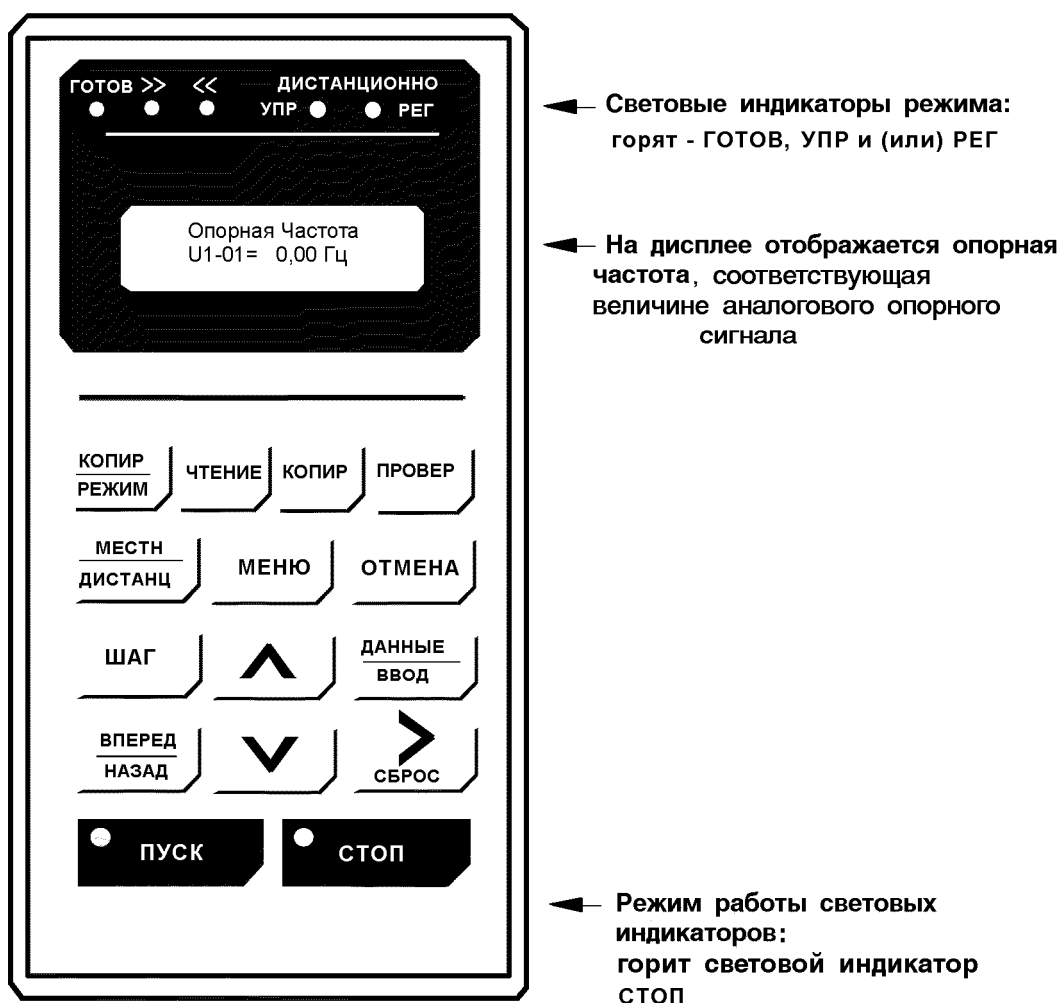 ГОТОВ >> << ДИСТАНЦИОННО
УПР РЕГ
Опорная Частота
U1-01= 0,00 Гц
КОПИР
РЕЖИМ
ЧТЕНИЕ
КОПИР
ПРОВЕР
МЕСТН
ДИСТАНЦ
МЕНЮ
ОТМЕНА
ШАГ
ДАННЫЕ
ВВОД
ВПЕРЕД
НАЗАД
СБРОС
ПУСК
СТОП
Световые индикаторы режима:
горят - ГОТОВ, УПР и (или) РЕГ
На дисплее отображается опорная
частота, соответствующая
величине аналогового опорного
сигнала
Режим работы световых
индикаторов:
горит световой индикатор
СТОП